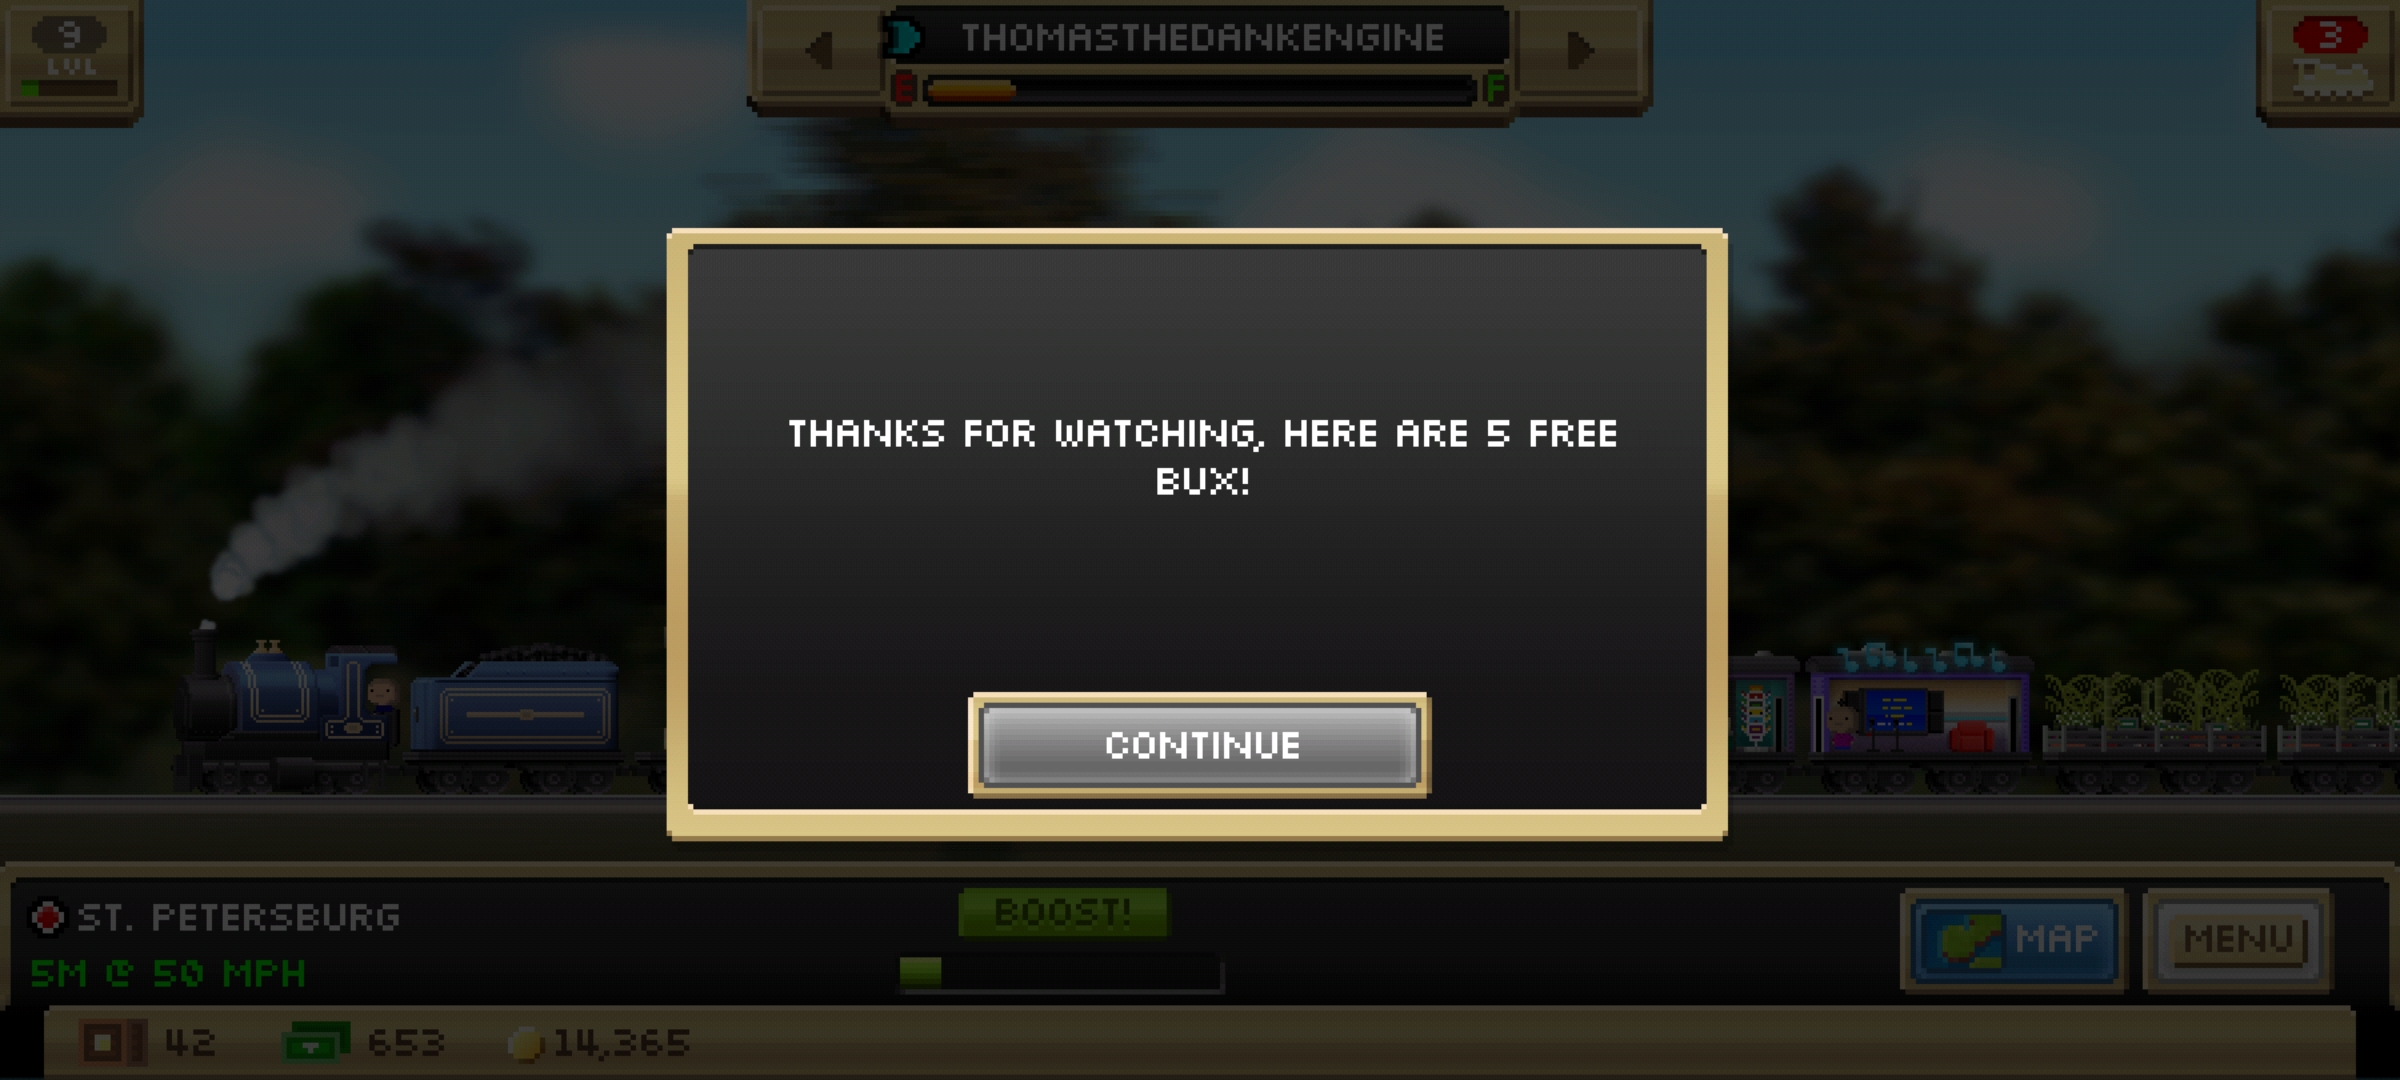 9
LVL
THOMASTHEDANKENGINE
E F
3
THANKS FOR WATCHING, HERE ARE 5 FREE
BUX!
CONTINUE
ST. PETERSBURG
5M @ 50 MPH
BOOST!
MAP
MENU
42
653
14,365